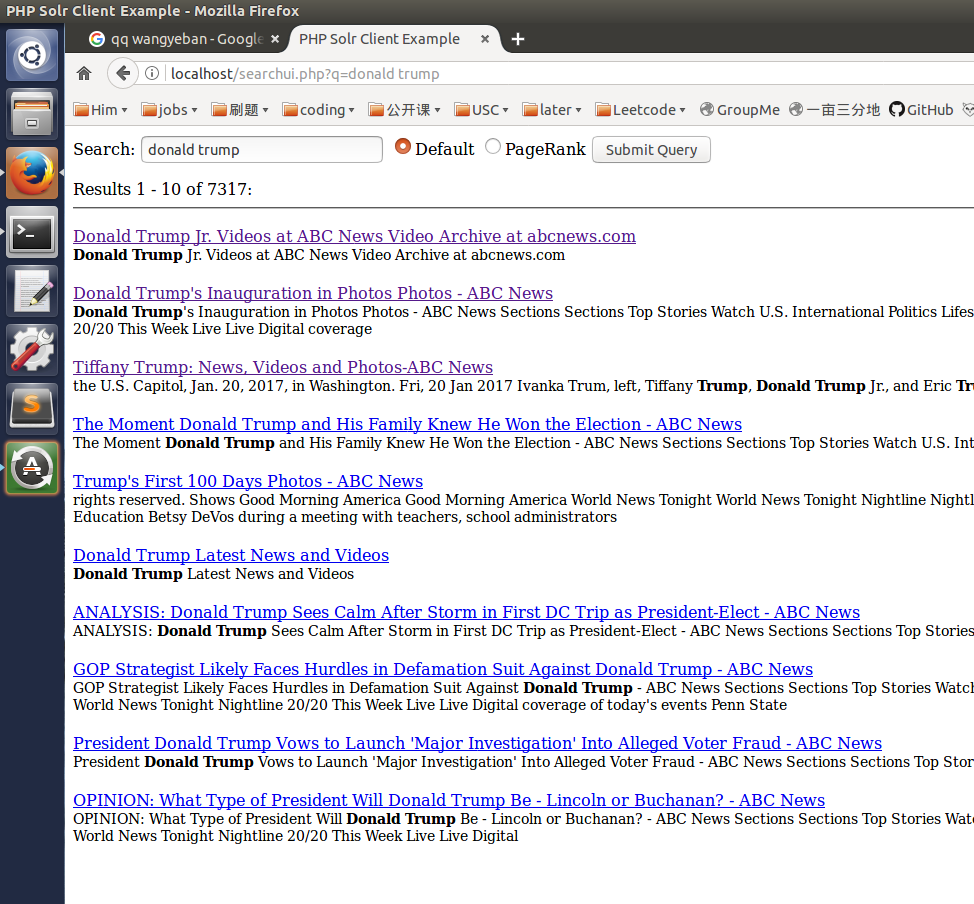 PHP Solr Client Example - Mozilla Firefox
qq wangyeban - Google
PHP Solr Client Example
localhost/searchui.php?q=donald trump
Him jobs 刷题 coding 公开课 USC later Leetcode GroupMe 一亩三分地 GitHub
Search: donald trump Default PageRank Submit Query
Results 1 - 10 of 7317:
Donald Trump Jr. Videos at ABC News Video Archive at abcnews.com
Donald Trump Jr. Videos at ABC News Video Archive at abcnews.com
Donald Trump's Inauguration in Photos Photos - ABC News
Donald Trump's Inauguration in Photos Photos - ABC News Sections Sections Top Stories Watch U.S. International Politics Lifes
20/20 This Week Live Live Digital coverage
Tiffany Trump: News, Videos and Photos-ABC News
the U.S. Capitol, Jan. 20, 2017, in Washington. Fri, 20 Jan 2017 Ivanka Trum, left, Tiffany Trump, Donald Trump Jr., and Eric Tr
The Moment Donald Trump and His Family Knew He Won the Election - ABC News
The Moment Donald Trump and His Family Knew He Won the Election - ABC News Sections Sections Top Stories Watch U.S. Int
Trump's First 100 Days Photos - ABC News
rights reserved. Shows Good Morning America Good Morning America World News Tonight World News Tonight Nightline Nightl
Education Betsy DeVos during a meeting with teachers, school administrators
Donald Trump Latest News and Videos
Donald Trump Latest News and Videos
ANALYSIS: Donald Trump Sees Calm After Storm in First DC Trip as President-Elect - ABC News
ANALYSIS: Donald Trump Sees Calm After Storm in First DC Trip as President-Elect - ABC News Sections Sections Top Stories
GOP Strategist Likely Faces Hurdles in Defamation Suit Against Donald Trump - ABC News
GOP Strategist Likely Faces Hurdles in Defamation Suit Against Donald Trump - ABC News Sections Sections Top Stories Watch
World News Tonight Nightline 20/20 This Week Live Live Digital coverage of today's events Penn State
President Donald Trump Vows to Launch 'Major Investigation' Into Alleged Voter Fraud - ABC News
President Donald Trump Vows to Launch 'Major Investigation' Into Alleged Voter Fraud - ABC News Sections Sections Top Stor
OPINION: What Type of President Will Donald Trump Be - Lincoln or Buchanan? - ABC News
OPINION: What Type of President Will Donald Trump Be - Lincoln or Buchanan? - ABC News Sections Sections Top Stories Wat
World News Tonight Nightline 20/20 This Week Live Live Digital